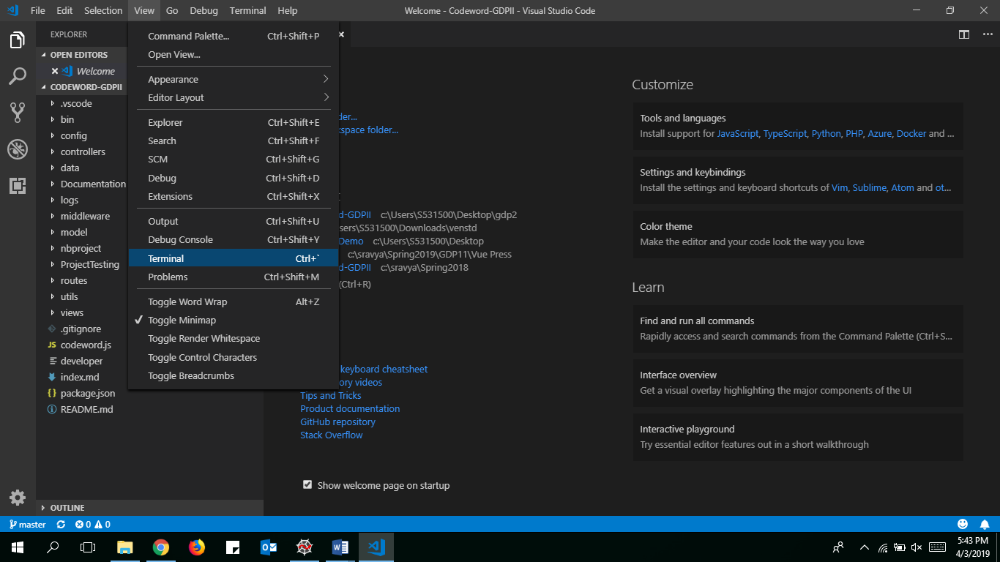 File Edit Selection View Go Debug Terminal Help
Welcome - Codeword-GDPII - Visual Studio Code
EXPLORER
OPEN EDITORS
Welcome
CODEWORD-GDPII
.vscode
bin
config
controllers
data
Documentation
logs
middleware
model
nbproject
ProjectTesting
routes
utils
views
.gitignore
JS codeword.js
developer
index.md
{} package.json
README.md
OUTLINE
Command Palette... Ctrl+Shift+P
Open View...
Appearance
Editor Layout
Explorer Ctrl+Shift+E
Search Ctrl+Shift+F
SCM Ctrl+Shift+G
Debug Ctrl+Shift+D
Extensions Ctrl+Shift+X
Output Ctrl+Shift+U
Debug Console Ctrl+Shift+Y
Terminal Ctrl+`
Problems Ctrl+Shift+M
Toggle Word Wrap Alt+Z
Toggle Minimap
Toggle Render Whitespace
Toggle Control Characters
Toggle Breadcrumbs
der...
kspace folder...
d-GDPII c:\Users\S531500\Desktop\gdp2
sers\S531500\Downloads\venstd
Demo c:\Users\S531500\Desktop
c:\sravya\Spring2019\GDP11\Vue Press
d-GDPII c:\sravya\Spring2018
(Ctrl+R)
keyboard cheatsheet
ory videos
Tips and Tricks
Product documentation
GitHub repository
Stack Overflow
Show welcome page on startup
Customize
Tools and languages
Install support for JavaScript, TypeScript, Python, PHP, Azure, Docker and ...
Settings and keybindings
Install the settings and keyboard shortcuts of Vim, Sublime, Atom and ot...
Color theme
Make the editor and your code look the way you love
Learn
Find and run all commands
Rapidly access and search commands from the Command Palette (Ctrl+S...
Interface overview
Get a visual overlay highlighting the major components of the UI
Interactive playground
Try essential editor features out in a short walkthrough
master 0 0
5:43 PM
4/3/2019